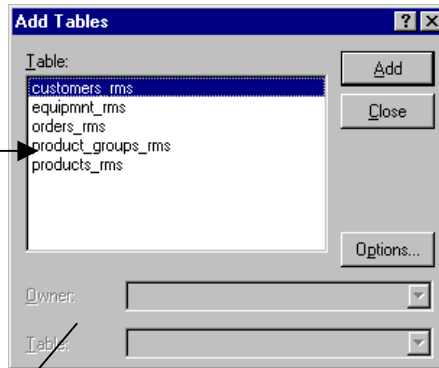 Add Tables
Table:
customers_rms
equipmnt_rms
orders_rms
product_groups_rms
products_rms
Add
Close
Options...
Owner:
Table: